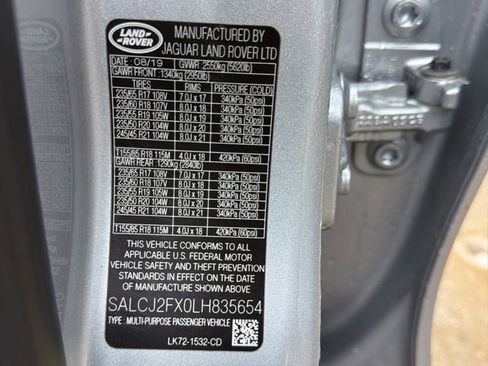 LAND ROVER
MANUFACTURED BY
JAGUAR LAND ROVER LTD
DATE : 08/19 GVWR : 2550kg (5620lb)
GAWR FRONT : 1340kg (2950lb)
TIRES RIMS PRESSURE (COLD)
235/65 R17 108V 7.0J x 17 340kPa (50psi)
235/60 R18 107V 8.0J x 18 340kPa (50psi)
235/55 R19 105W 8.0J x 19 340kPa (50psi)
235/50 R20 104W 8.0J x 20 340kPa (50psi)
245/45 R21 104W 8.0J x 21 340kPa (50psi)
T155/85 R18 115M 4.0J x 18 420kPa (60psi)
GAWR REAR : 1290kg (2840lb)
235/65 R17 108V 7.0J x 17 340kPa (50psi)
235/60 R18 107V 8.0J x 18 340kPa (50psi)
235/55 R19 105W 8.0J x 19 340kPa (50psi)
235/50 R20 104W 8.0J x 20 340kPa (50psi)
245/45 R21 104W 8.0J x 21 340kPa (50psi)
T155/85 R18 115M 4.0J x 18 420kPa (60psi)
THIS VEHICLE CONFORMS TO ALL
APPLICABLE U.S. FEDERAL MOTOR
VEHICLE SAFETY AND THEFT PREVENTION
STANDARDS IN EFFECT ON THE DATE
OF MANUFACTURE SHOWN ABOVE
SALCJ2FX0LH835654
TYPE : MULTI-PURPOSE PASSENGER VEHICLE
LK72-1532-CD